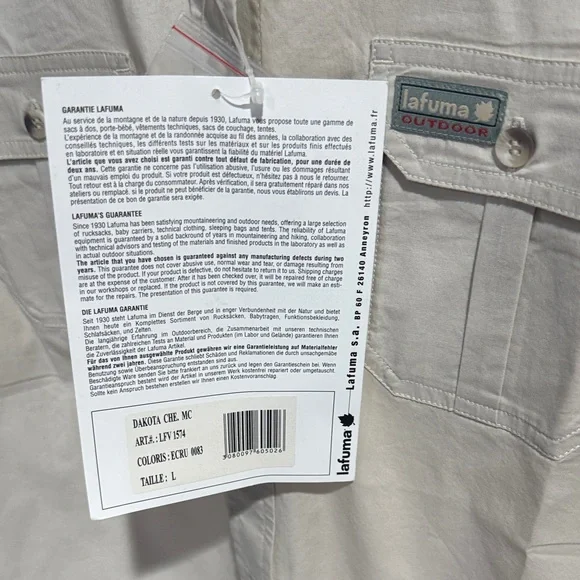 GARANTIE LAFUMA
Au service de la montagne et de la nature depuis 1930, Lafuma vous propose toute une gamme de
sacs à dos, porte-bébé, vêtements techniques, sacs de couchage, tentes.
L'expérience de la montagne et de la randonnée acquise au fil des années, la collaboration avec des
conseillers techniques, les différents tests sur les matériaux et sur les produits finis effectués
en laboratoire et en situation réelle vous garantissent la fiabilité du matériel Lafuma.
L'article que vous avez choisi est garanti contre tout défaut de fabrication, pour une durée de
deux ans. Cette garantie ne concerne pas l'utilisation abusive, l'usure ou les dommages résultant
d'un mauvais emploi du produit. Si votre produit est défectueux, n'hésitez pas à nous le retourner.
Tout retour est à la charge du consommateur. Après vérification, il sera gratuitement réparé dans nos
ateliers ou remplacé. si le produit ne peut bénéficier de la garantie, nous vous établirons un devis. La
présentation de ce bon de garantie sera exigée.
LAFUMA'S GUARANTEE
Since 1930 Lafuma has been satisfying mountaineering and outdoor needs, offering a large selection
of rucksacks, baby carriers, technical clothing, sleeping bags and tents. The reliability of Lafuma
equipment is guaranteed by a solid background of years in mountaineering and hiking, collaboration
with technical advisors and testing of the materials and finished products in the laboratory as well as
in actual outdoor situations.
The article that you have chosen is guaranteed against any manufacturing defects during two
years. This guarantee does not cover abusive use, normal wear and tear, or damage resulting from
misuse of the product. If your product is defective, do not hesitate to return it to us. Shipping charges
are at the expense of the customer. After it has been checked over, it will be repaired free of charge
in our workshops or replaced. If the product is not covered by this guarantee, we will make an esti-
mate for the repairs. The presentation of this guarantee is required.
DIE LAFUMA GARANTIE
Seit 1930 steht Lafuma im Dienst der Berge und in enger Verbundenheit mit der Natur und bietet
Ihnen heute ein Komplettes Sortiment von Rucksäcken, Babytragen, Funktionsbekleidung,
Schlafsäcken, und Zelten.
Die langjährige Erfahrung im Outdoorbereich, die Zusammenarbeit mit unseren technischen
Beratern, die zahlreichen Tests an Material und Produkten (im Labor und Gelände) garantieren Ihnen
die Zuverlässigkeit der Lafuma Artikel.
Für das von Ihnen ausgewählte Produkt gewähren wir eine Garantieleistung auf Materialfehler
während zwei jahren. Diese Garantie schließt Schäden und Reklamationen die durch unsachgemäße
Benutzung sowie Überbeanspruchung entstanden sind aus.
Beschädigte Ware senden Sie bitte frankiert an uns zurück und legen den Garantieschein bei. Wenn
Garantieanspruch besteht wird der Artikel in unserem Werk kostenfrei repariert oder umgetauscht.
Sollte kein Anspruch bestehen erstellen wir Ihnen einen Kostenvoranschlag.
DAKOTA CHE. MC
ART.#.: LFV 1574
COLORIS: ECRU 0083
TAILLE: L
3080097605026
lafuma
Lafuma s.a. BP 60 F 26140 Anneyron http://www.lafuma.fr
lafuma
OUTDOOR